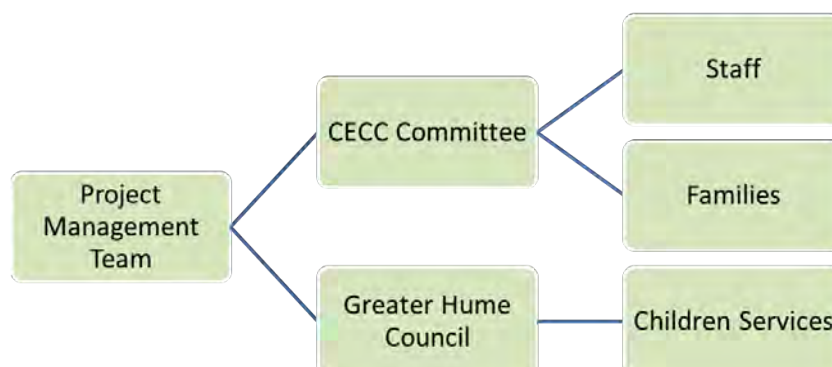 Staff
CECC Committee
Families
Project
Management
Team
Greater Hume
Council
Children Services